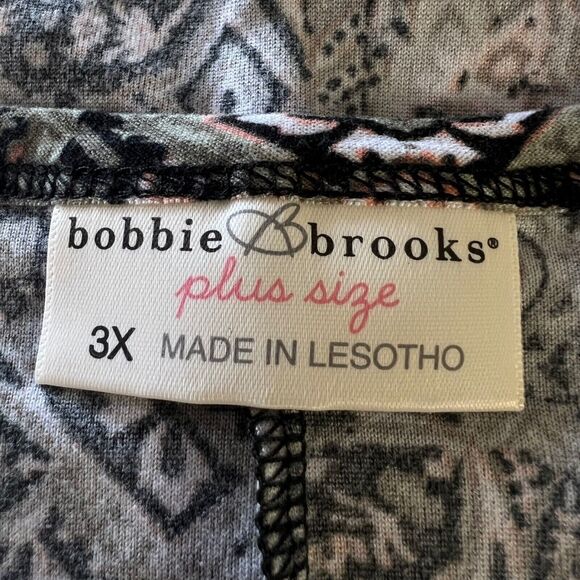 bobbie B brooks®
plus size
3X MADE IN LESOTHO